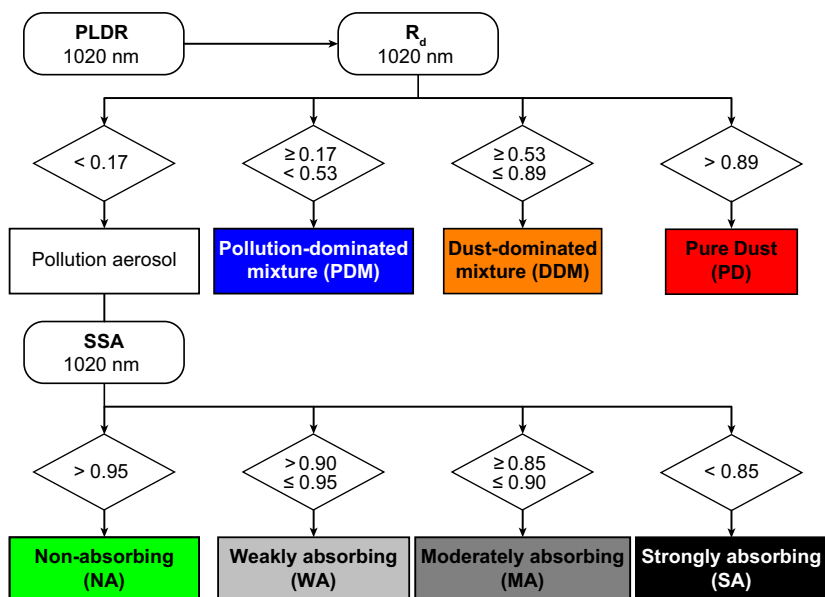 PLDR
1020 nm
R_d
1020 nm
< 0.17
≥ 0.17
< 0.53
≥ 0.53
≤ 0.89
> 0.89
Pollution aerosol
Pollution-dominated
mixture (PDM)
Dust-dominated
mixture (DDM)
Pure Dust
(PD)
SSA
1020 nm
> 0.95
> 0.90
≤ 0.95
≥ 0.85
≤ 0.90
< 0.85
Non-absorbing
(NA)
Weakly absorbing
(WA)
Moderately absorbing
(MA)
Strongly absorbing
(SA)